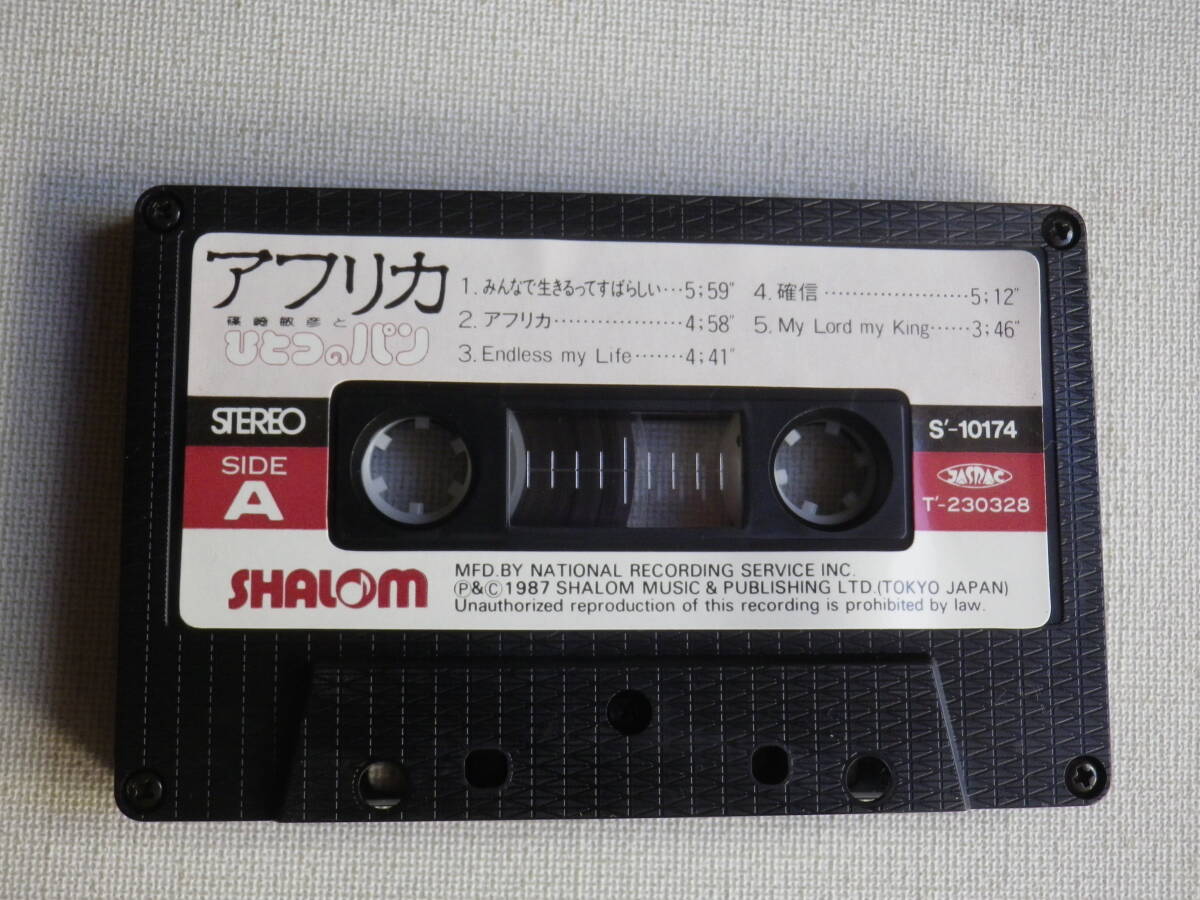 アフリカ
篠崎敏彦と
ひとつのパン
1. みんなで生きるってすばらしい…5;59"
2. アフリカ………………4;58"
3. Endless my Life……4;41"
4. 確信…………………5;12"
5. My Lord my King……3;46"
STEREO
SIDE
A
S'-10174
JASRAC
T'-230328
SHALOM
MFD.BY NATIONAL RECORDING SERVICE INC.
Ⓟ&Ⓒ1987 SHALOM MUSIC & PUBLISHING LTD.(TOKYO JAPAN)
Unauthorized reproduction of this recording is prohibited by law.